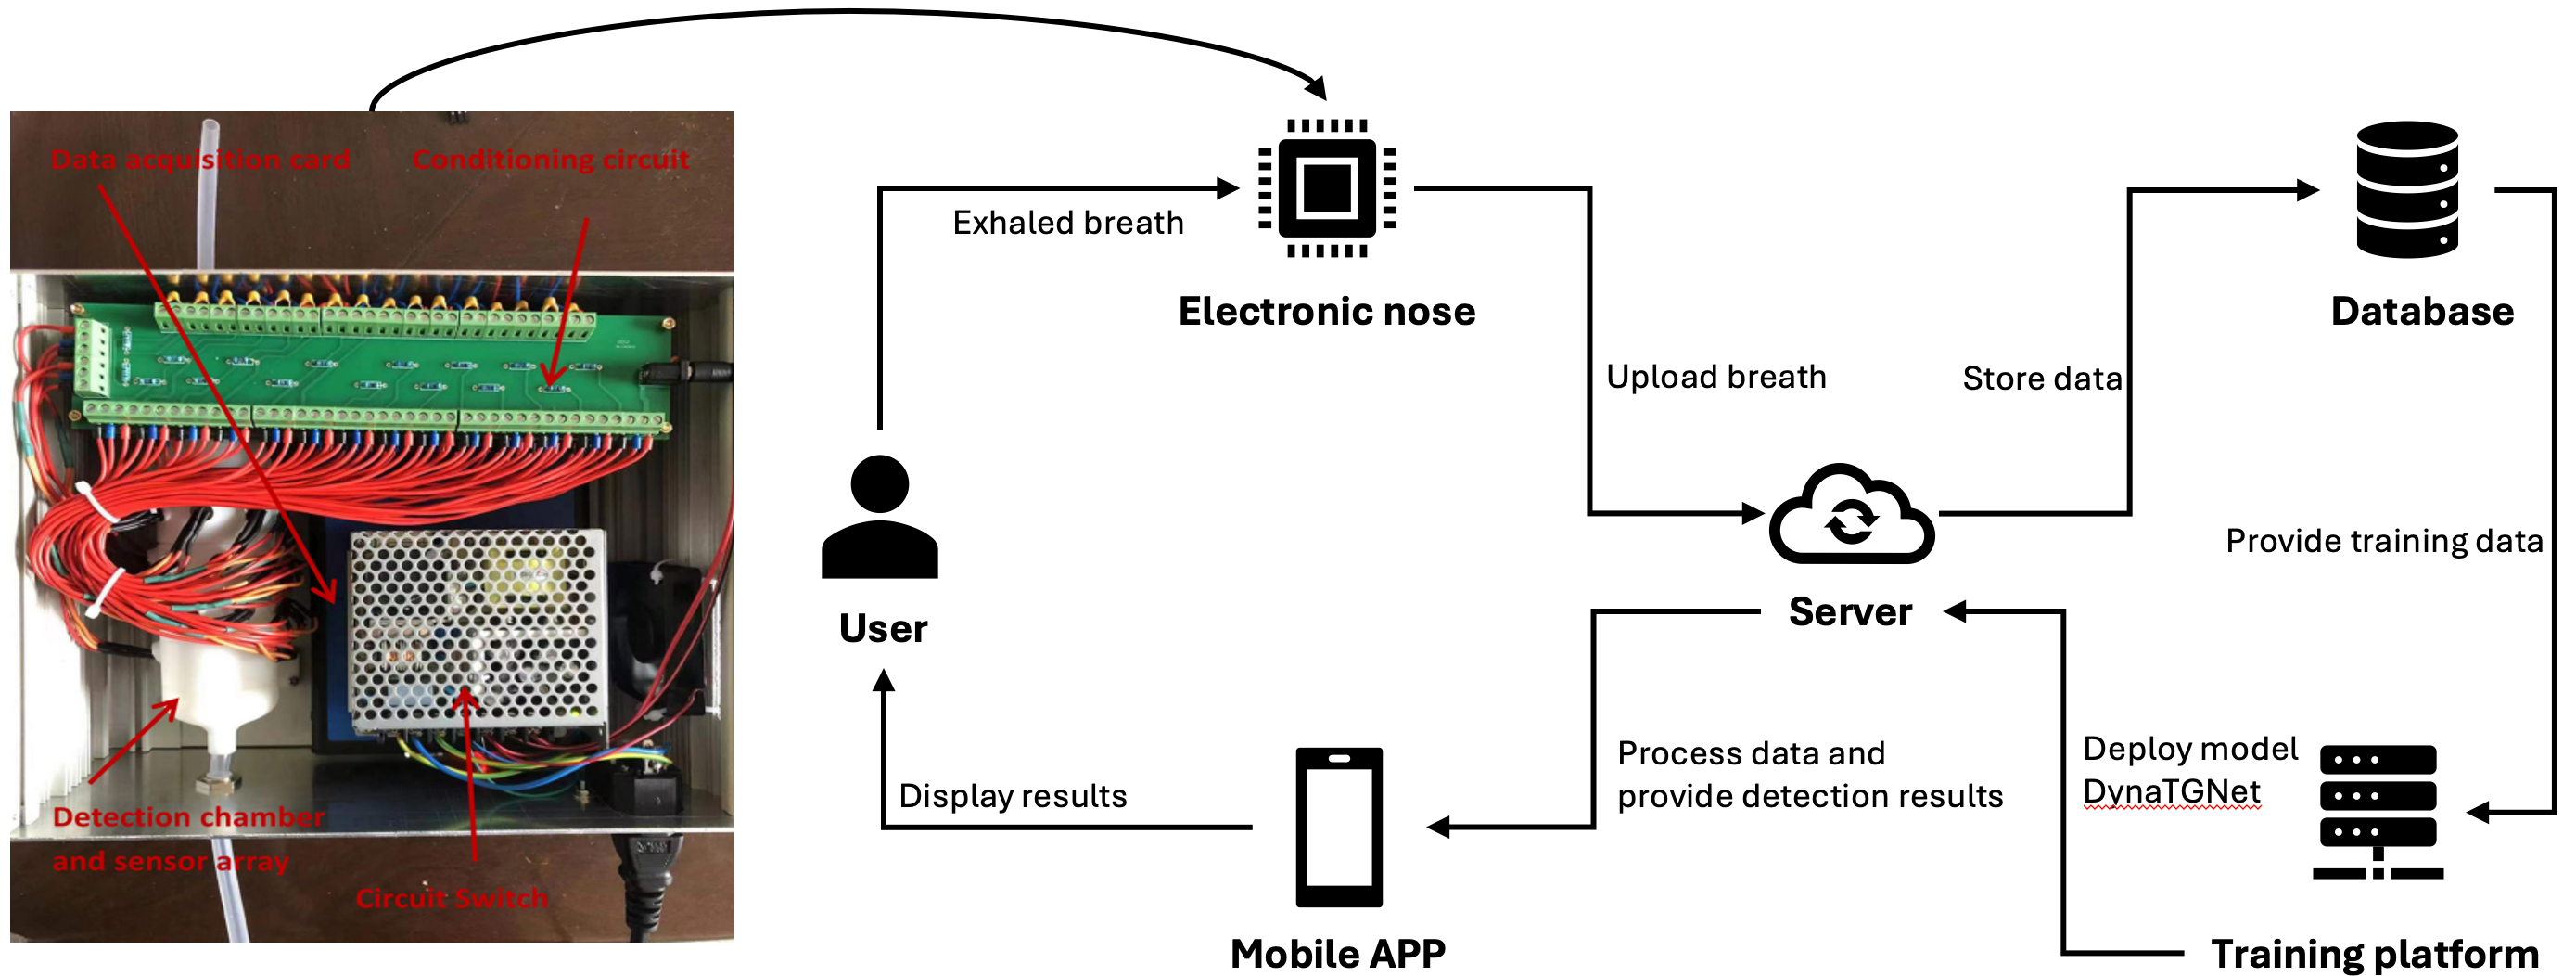 Data acquisition card
Conditioning circuit
Detection chamber
and sensor array
Circuit Switch
Exhaled breath
Electronic nose
User
Upload breath
Store data
Database
Server
Provide training data
Process data and
provide detection results
Deploy model
DynaTGNet
Display results
Mobile APP
Training platform